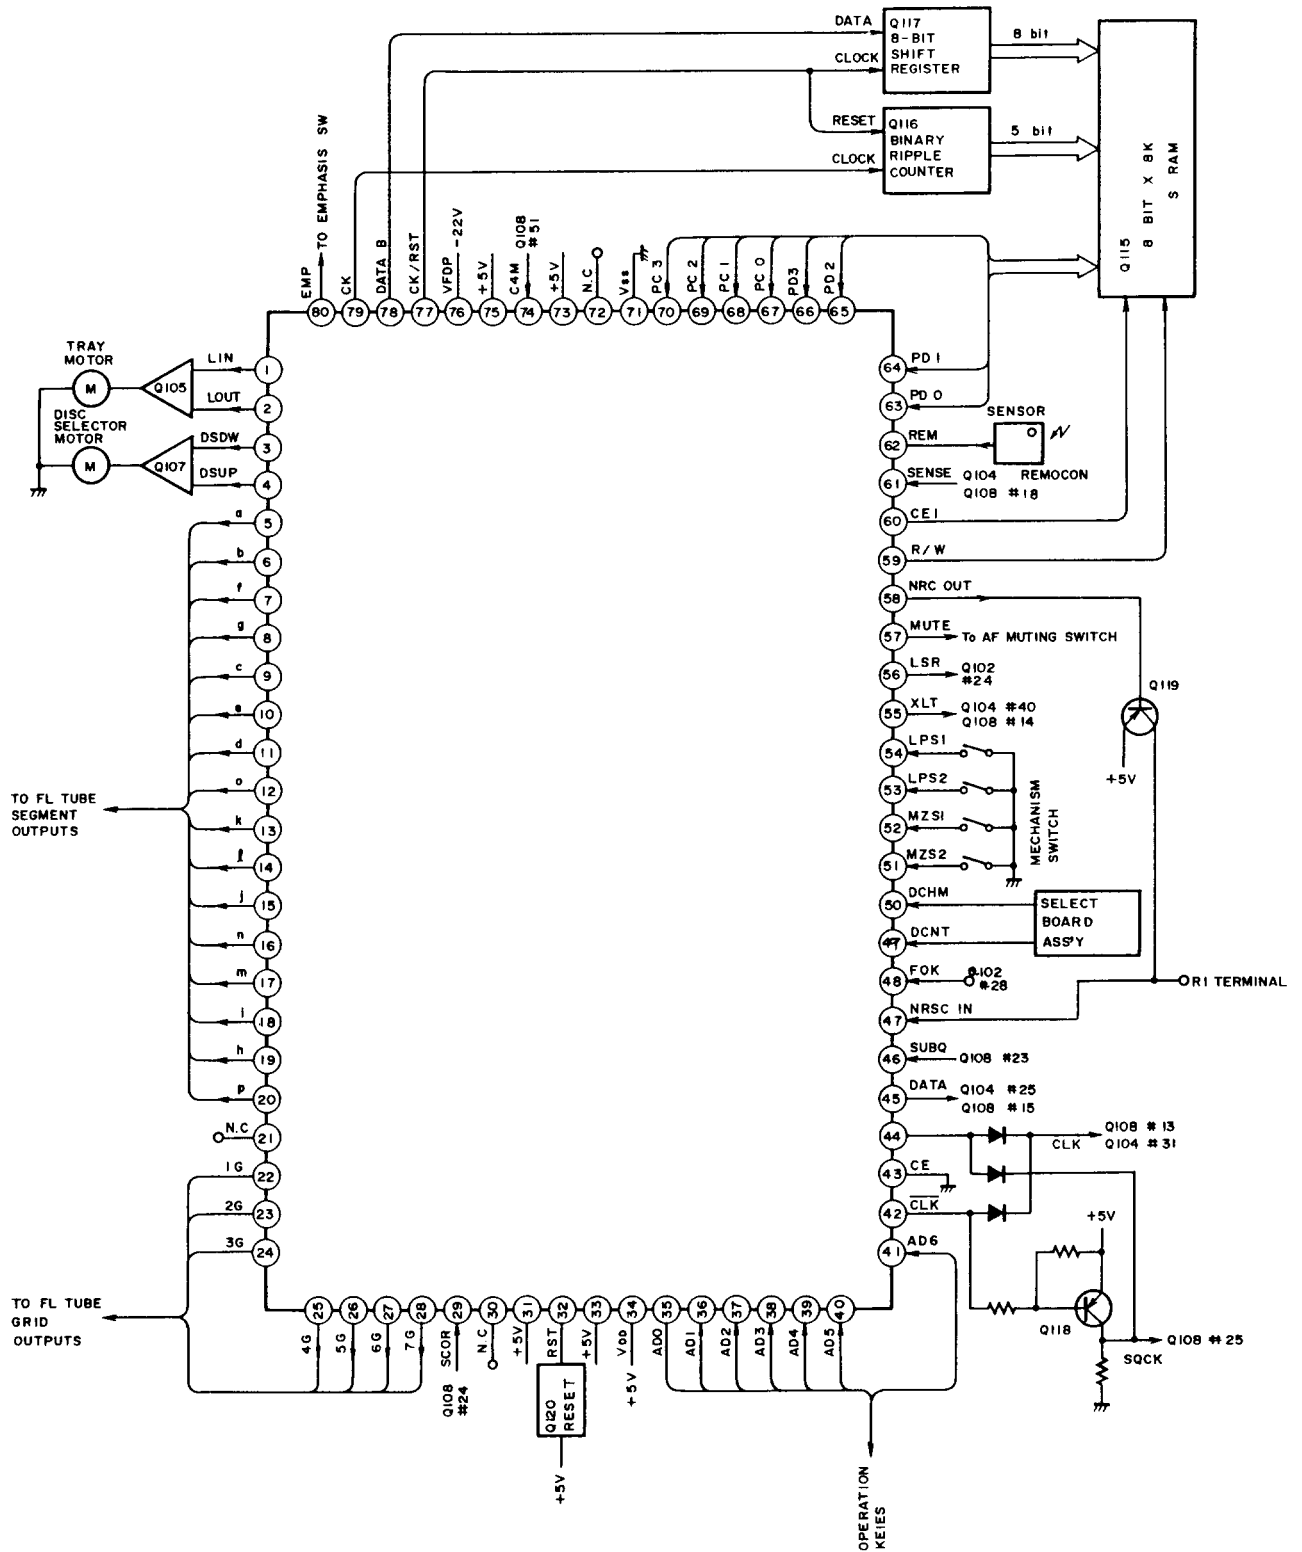 DATA
CLOCK
Q117
8-BIT
SHIFT
REGISTER
8 bit
RESET
CLOCK
Q116
BINARY
RIPPLE
COUNTER
5 bit
Q115
8 BIT X 8K
S RAM
TO EMPHASIS SW
EMP
CK
DATA B
CK/RST
VFDP
-22V
+5V
C4M
Q108
#51
+5V
N.C
Vss
PC 3
PC 2
PC 1
PC 0
PD3
PD2
80
79
78
77
76
75
74
73
72
71
70
69
68
67
66
65
TRAY
MOTOR
M
Q105
LIN
1
LOUT
2
DISC
SELECTOR
MOTOR
M
Q107
DSDW
3
DSUP
4
a
5
b
6
f
7
g
8
c
9
e
10
d
11
o
12
k
13
ℓ
14
j
15
n
16
m
17
i
18
h
19
p
20
TO FL TUBE
SEGMENT
OUTPUTS
N.C
21
1G
22
2G
23
3G
24
TO FL TUBE
GRID
OUTPUTS
64
PD 1
63
PD 0
62
REM
SENSOR
REMOCON
61
SENSE
Q104
Q108 #18
60
CE1
59
R/W
58
NRC OUT
57
MUTE
To AF MUTING SWITCH
56
LSR
Q102
#24
55
XLT
Q104 #40
Q108 #14
Q119
+5V
54
LPS1
53
LPS2
52
MZS1
51
MZS2
MECHANISM
SWITCH
50
DCHM
DCNT
SELECT
BOARD
ASS'Y
48
FOK
Q102
#28
R1 TERMINAL
47
NRSC IN
46
SUBQ
Q108 #23
45
DATA
Q104 #25
Q108 #15
44
CLK
Q108 #13
Q104 #31
43
CE
42
CLK
41
AD6
+5V
Q118
SQCK
Q108 #25
25
26
27
28
29
30
31
32
33
34
35
36
37
38
39
40
4G
5G
6G
7G
SCOR
Q108
#24
N.C
+5V
RST
Q120
RESET
+5V
+5V
VDD
+5V
AD0
AD1
AD2
AD3
AD4
AD5
OPERATION
KEIES